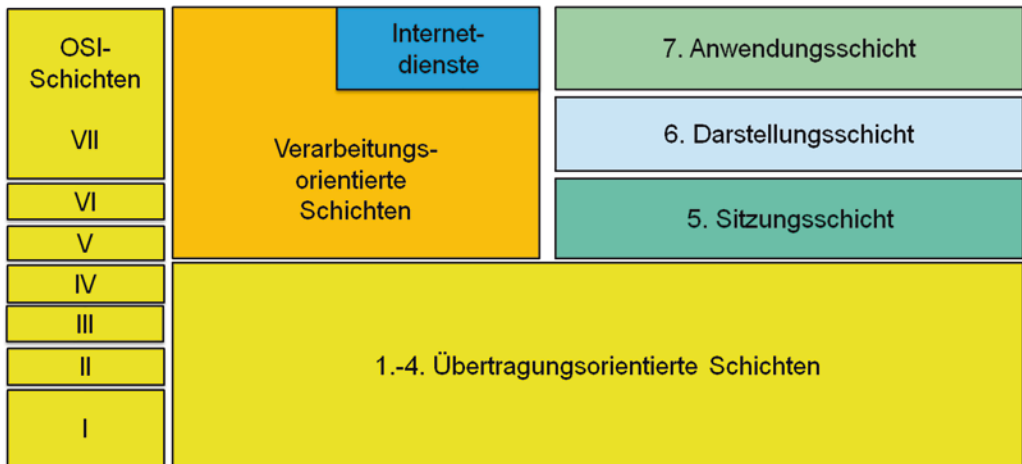 OSI-
Schichten
VII
VI
V
IV
III
II
I
Internet-
dienste
Verarbeitungs-
orientierte
Schichten
7. Anwendungsschicht
6. Darstellungsschicht
5. Sitzungsschicht
1.-4. Übertragungsorientierte Schichten